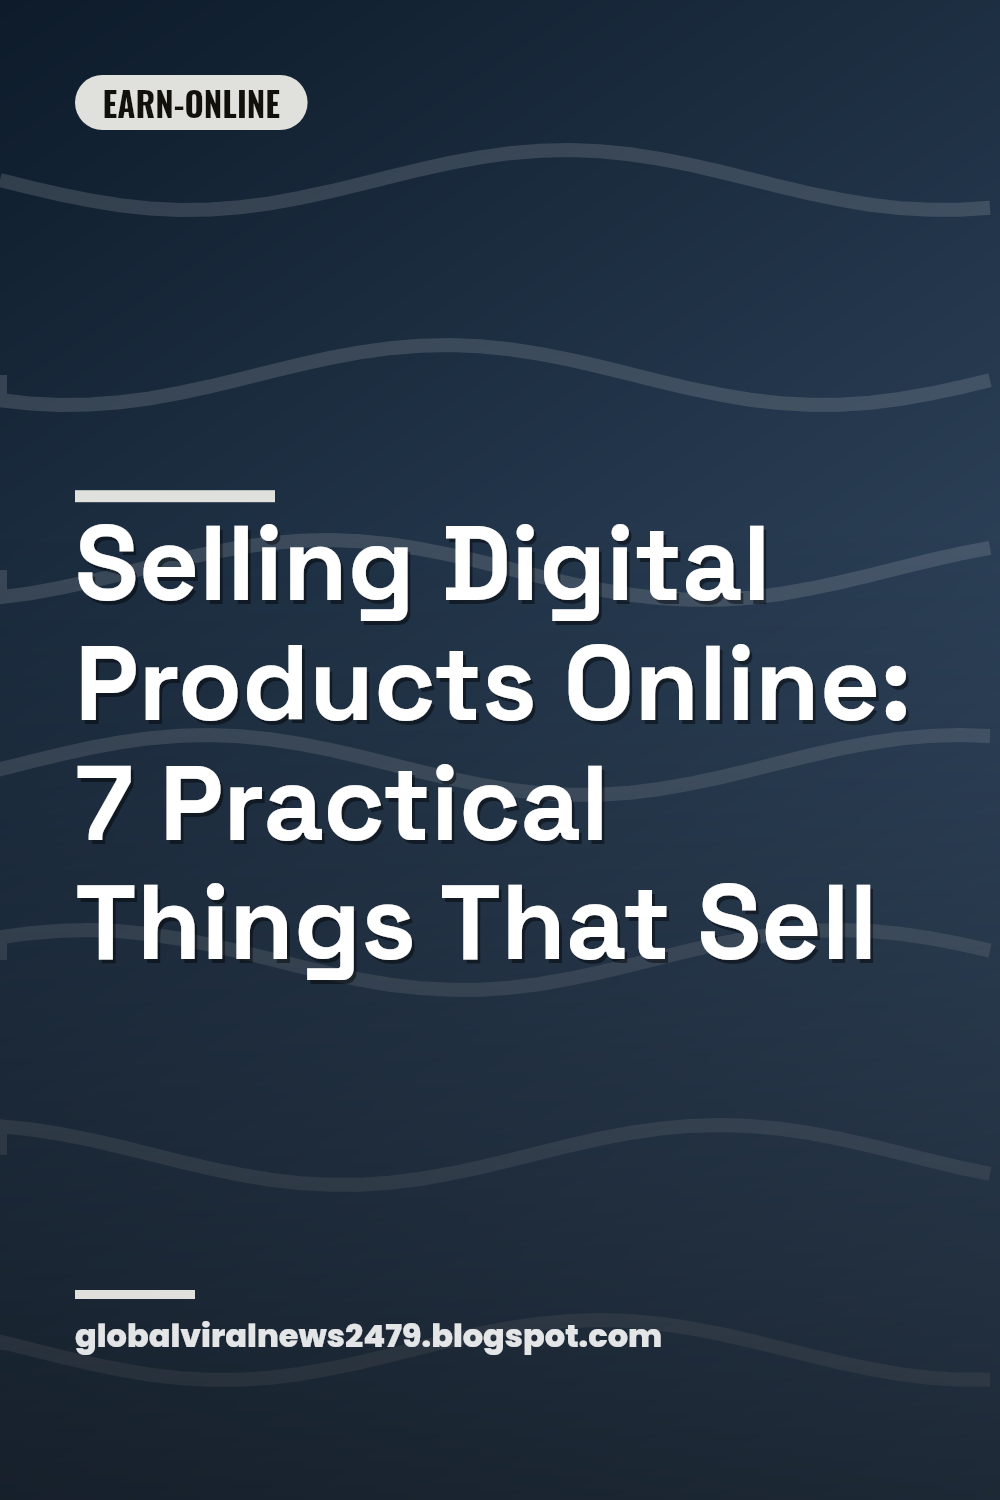 EARN-ONLINE
Selling Digital
Products Online:
7 Practical
Things That Sell
globalviralnews2479.blogspot.com